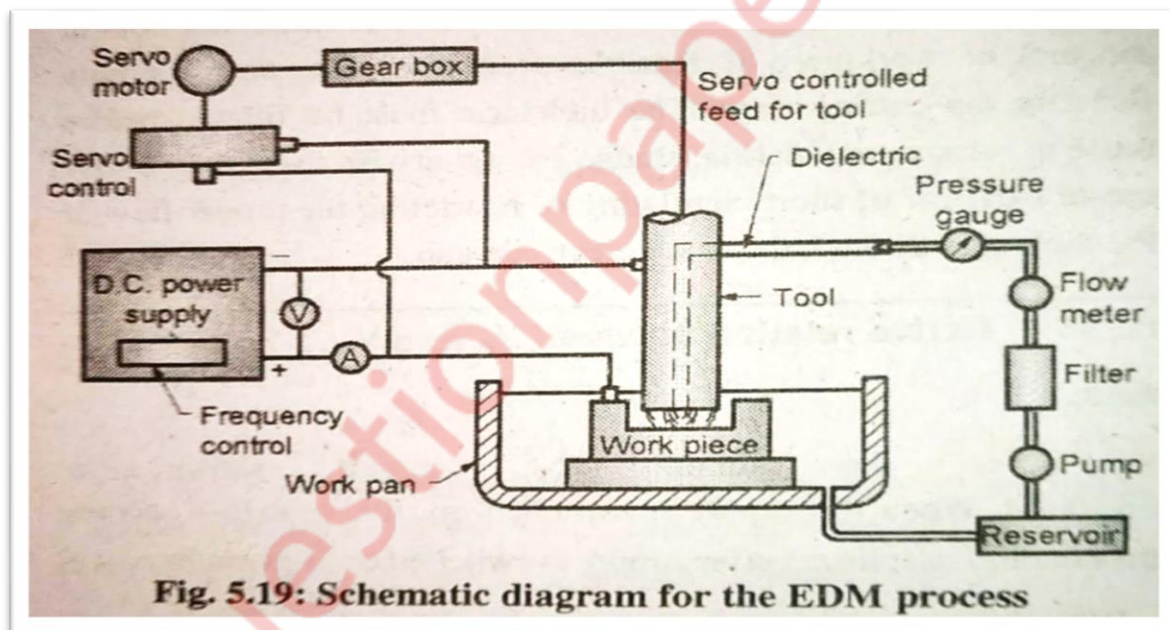 Servo
motor
Gear box
Servo controlled
feed for tool
Dielectric
Pressure
gauge
Servo
control
D.C. power
supply
−
V
+
A
Tool
Flow
meter
Filter
Frequency
control
Work piece
Work pan
Pump
Reservoir
Fig. 5.19: Schematic diagram for the EDM process